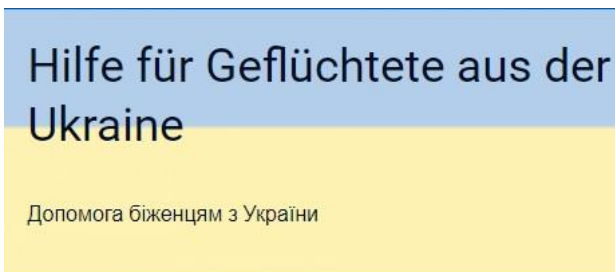 Hilfe für Geflüchtete aus der
Ukraine
Допомога біженцям з України